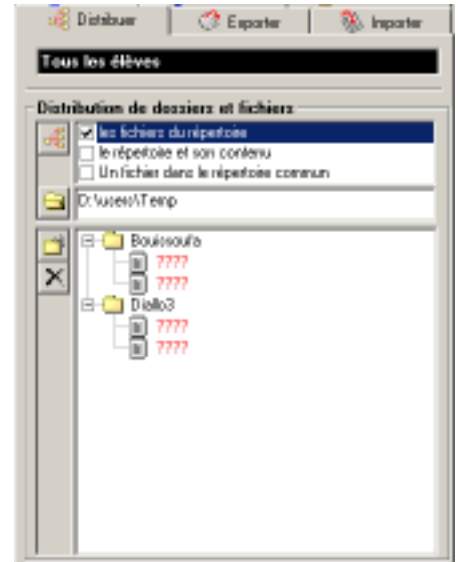 Distribuer Exporter Importer
Tous les élèves
Distribution de dossiers et fichiers
les fichiers du répertoire
le répertoire et son contenu
Un fichier dans le répertoire commun
D:\users\Temp
Bouissoufa
????
????
Diallo3
????
????